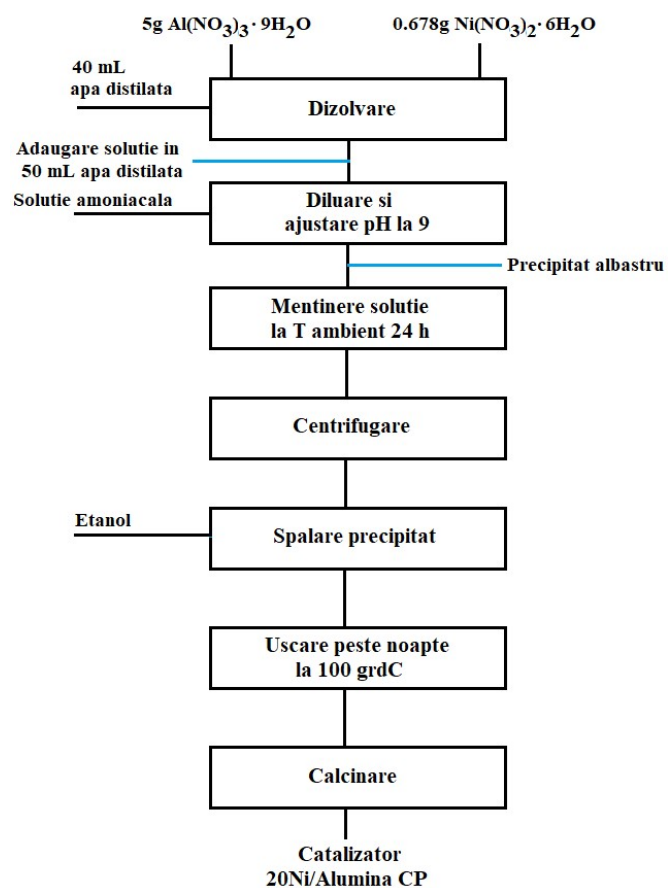 5g Al(NO₃)₃· 9H₂O
0.678g Ni(NO₃)₂· 6H₂O
40 mL
apa distilata
Dizolvare
Adaugare solutie in
50 mL apa distilata
Solutie amoniacala
Diluare si
ajustare pH la 9
Precipitat albastru
Mentinere solutie
la T ambient 24 h
Centrifugare
Etanol
Spalare precipitat
Uscare peste noapte
la 100 grdC
Calcinare
Catalizator
20Ni/Alumina CP